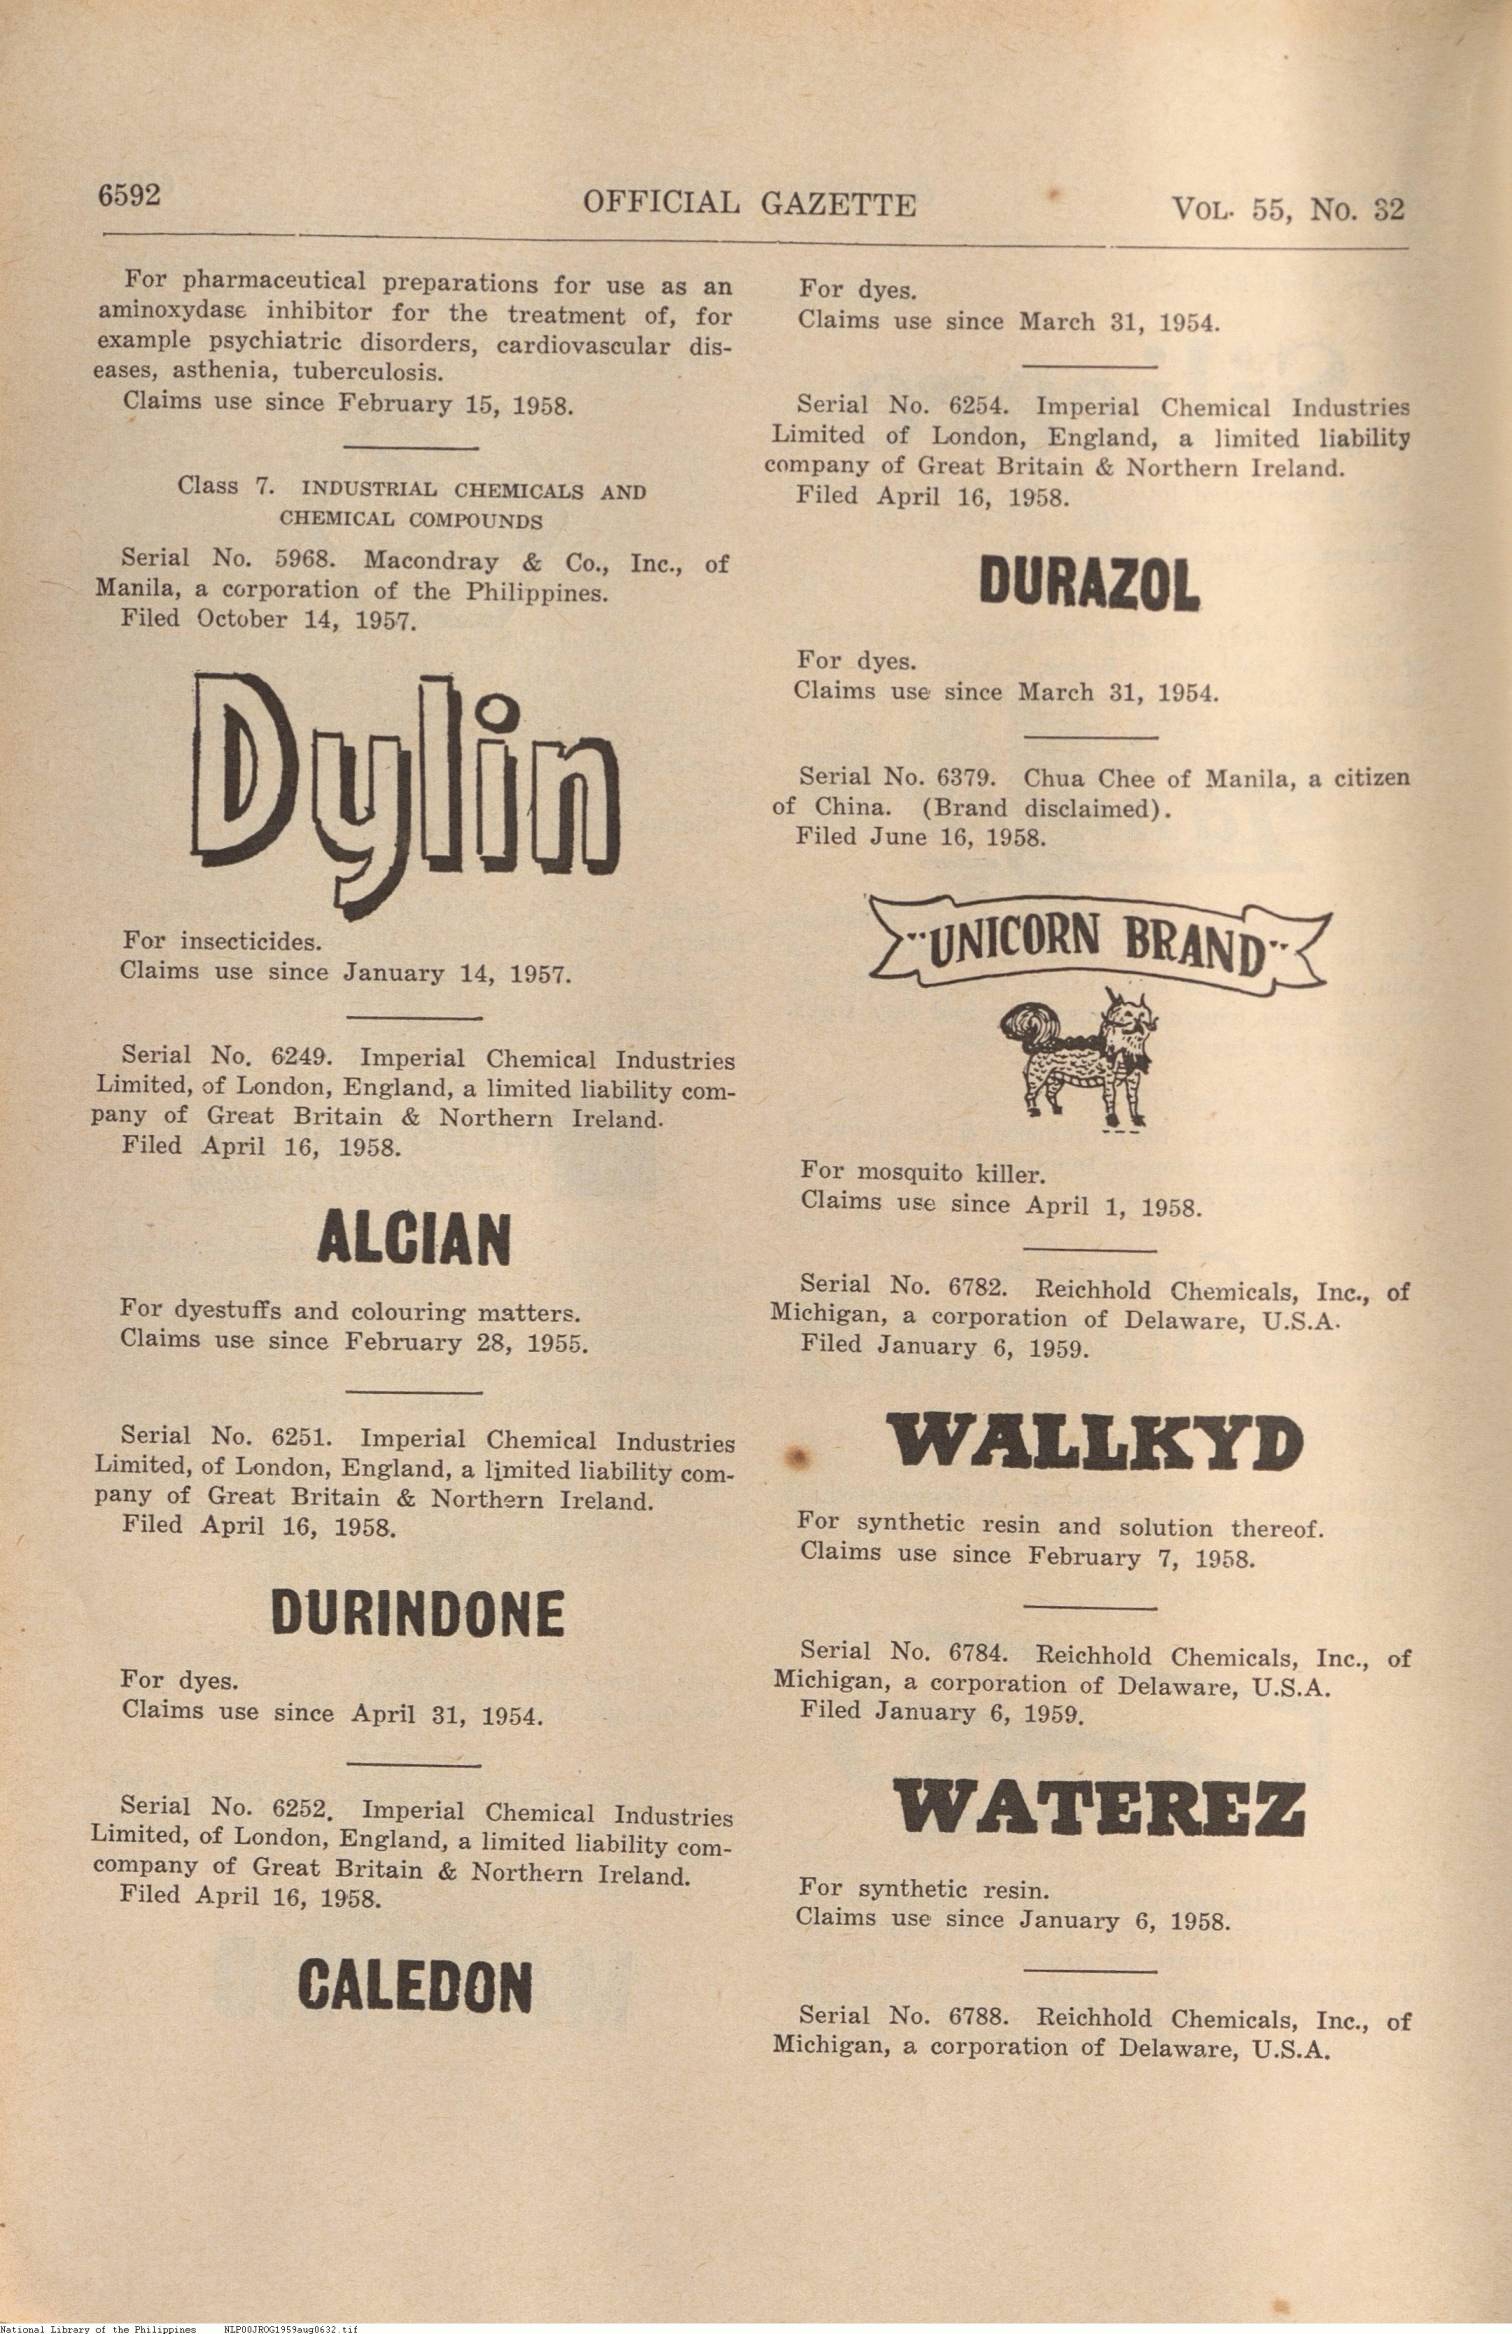 6592
OFFICIAL GAZETTE
VOL. 55, No. 32
For pharmaceutical preparations for use as an
aminoxydase inhibitor for the treatment of, for
example psychiatric disorders, cardiovascular dis-
eases, asthenia, tuberculosis.
Claims use since February 15, 1958.
Class 7. INDUSTRIAL CHEMICALS AND
CHEMICAL COMPOUNDS
Serial No. 5968. Macondray & Co., Inc., of
Manila, a corporation of the Philippines.
Filed October 14, 1957.
Dylin
For insecticides.
Claims use since January 14, 1957.
Serial No. 6249. Imperial Chemical Industries
Limited, of London, England, a limited liability com-
pany of Great Britain & Northern Ireland.
Filed April 16, 1958.
ALCIAN
For dyestuffs and colouring matters.
Claims use since February 28, 1955.
Serial No. 6251. Imperial Chemical Industries
Limited, of London, England, a limited liability com-
pany of Great Britain & Northern Ireland.
Filed April 16, 1958.
DURINDONE
For dyes.
Claims use since April 31, 1954.
Serial No. 6252. Imperial Chemical Industries
Limited, of London, England, a limited liability com-
company of Great Britain & Northern Ireland.
Filed April 16, 1958.
CALEDON
For dyes.
Claims use since March 31, 1954.
Serial No. 6254. Imperial Chemical Industries
Limited of London, England, a limited liability
company of Great Britain & Northern Ireland.
Filed April 16, 1958.
DURAZOL
For dyes.
Claims use since March 31, 1954.
Serial No. 6379. Chua Chee of Manila, a citizen
of China. (Brand disclaimed).
Filed June 16, 1958.
"UNICORN BRAND"
For mosquito killer.
Claims use since April 1, 1958.
Serial No. 6782. Reichhold Chemicals, Inc., of
Michigan, a corporation of Delaware, U.S.A.
Filed January 6, 1959.
WALLKYD
For synthetic resin and solution thereof.
Claims use since February 7, 1958.
Serial No. 6784. Reichhold Chemicals, Inc., of
Michigan, a corporation of Delaware, U.S.A.
Filed January 6, 1959.
WATEREZ
For synthetic resin.
Claims use since January 6, 1958.
Serial No. 6788. Reichhold Chemicals, Inc., of
Michigan, a corporation of Delaware, U.S.A.
National Library of the Philippines NLP00JROG1959aug0632.tif